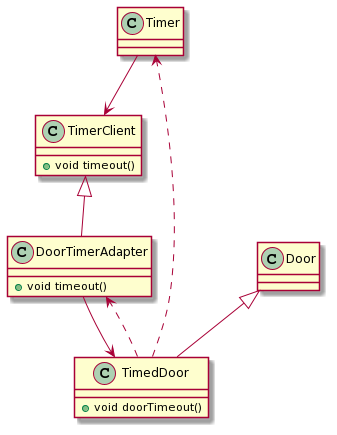 C Timer
C TimerClient
void timeout()
C DoorTimerAdapter
void timeout()
C Door
C TimedDoor
void doorTimeout()